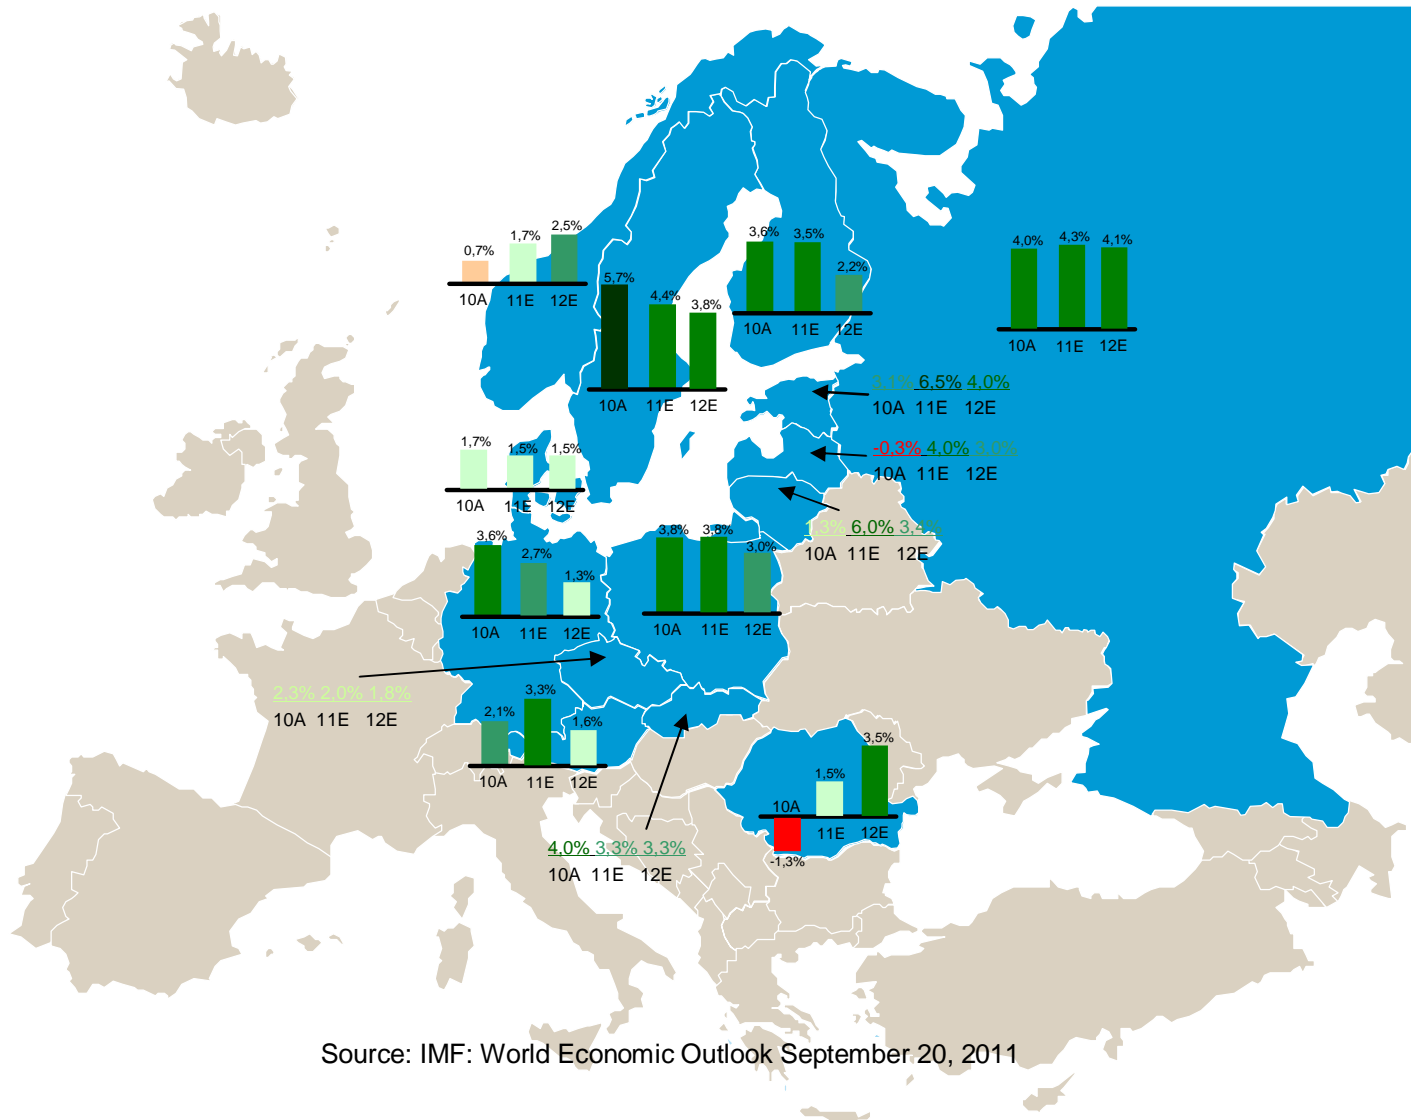 0,7% 1,7% 2,5%
10A 11E 12E
5,7% 4,4% 3,8%
10A 11E 12E
3,6% 3,5% 2,2%
10A 11E 12E
4,0% 4,3% 4,1%
10A 11E 12E
3,1% 6,5% 4,0%
10A 11E 12E
-0,3% 4,0% 3,0%
10A 11E 12E
1,7% 1,5% 1,5%
10A 11E 12E
1,3% 6,0% 3,4%
10A 11E 12E
3,6% 2,7% 1,3%
10A 11E 12E
3,8% 3,8% 3,0%
10A 11E 12E
2,3% 2,0% 1,8%
10A 11E 12E
2,1% 3,3% 1,6%
10A 11E 12E
1,5% 3,5%
10A 11E 12E
-1,3%
4,0% 3,3% 3,3%
10A 11E 12E
Source: IMF: World Economic Outlook September 20, 2011